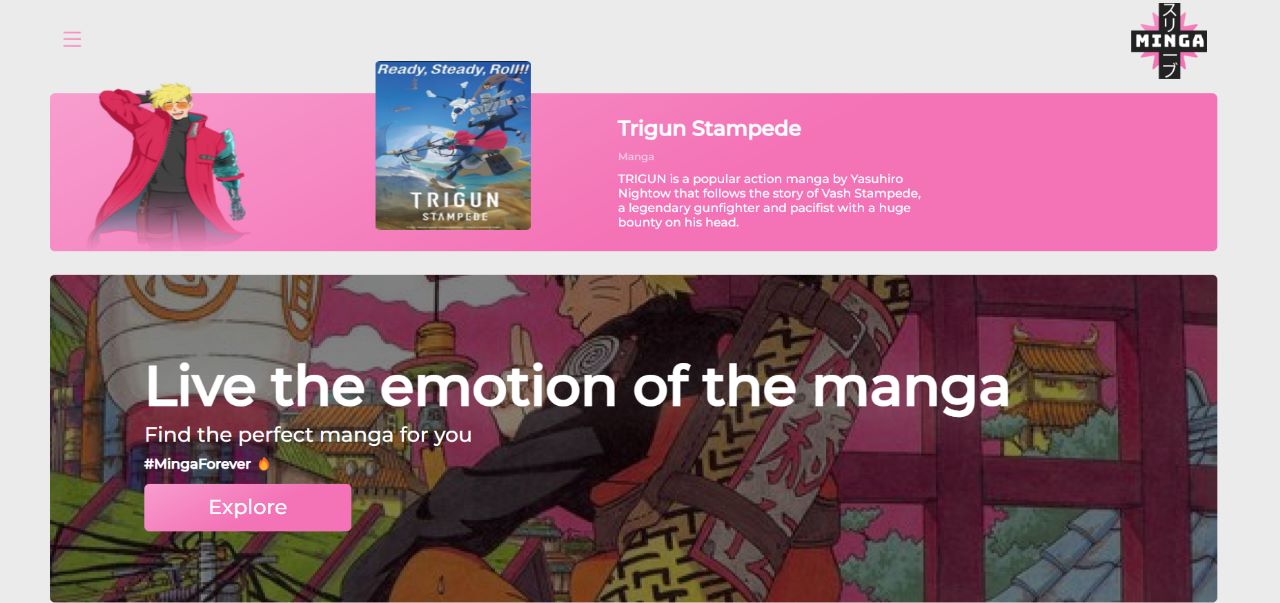 スリーブ
MINGA
Ready, Steady, Roll!!
TRIGUN
STAMPEDE
Trigun Stampede
Manga
TRIGUN is a popular action manga by Yasuhiro
Nightow that follows the story of Vash Stampede,
a legendary gunfighter and pacifist with a huge
bounty on his head.
Live the emotion of the manga
Find the perfect manga for you
#MingaForever 🔥
Explore